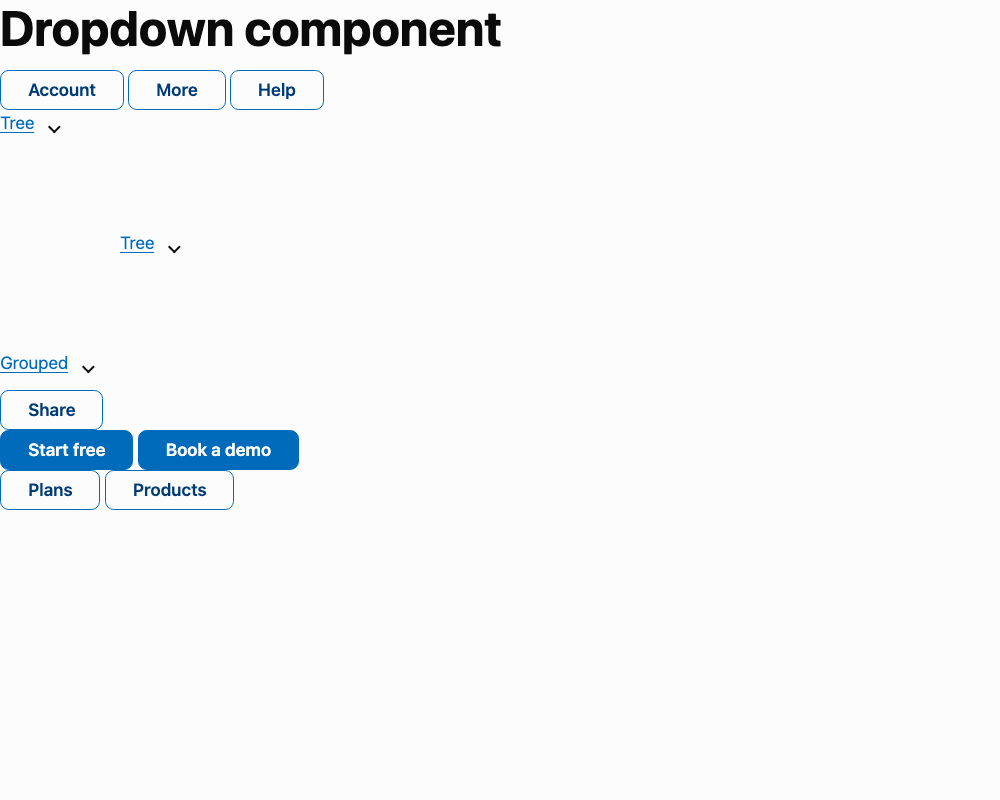 Dropdown component
Account More Help
Tree
Tree
Grouped
Share
Start free Book a demo
Plans Products